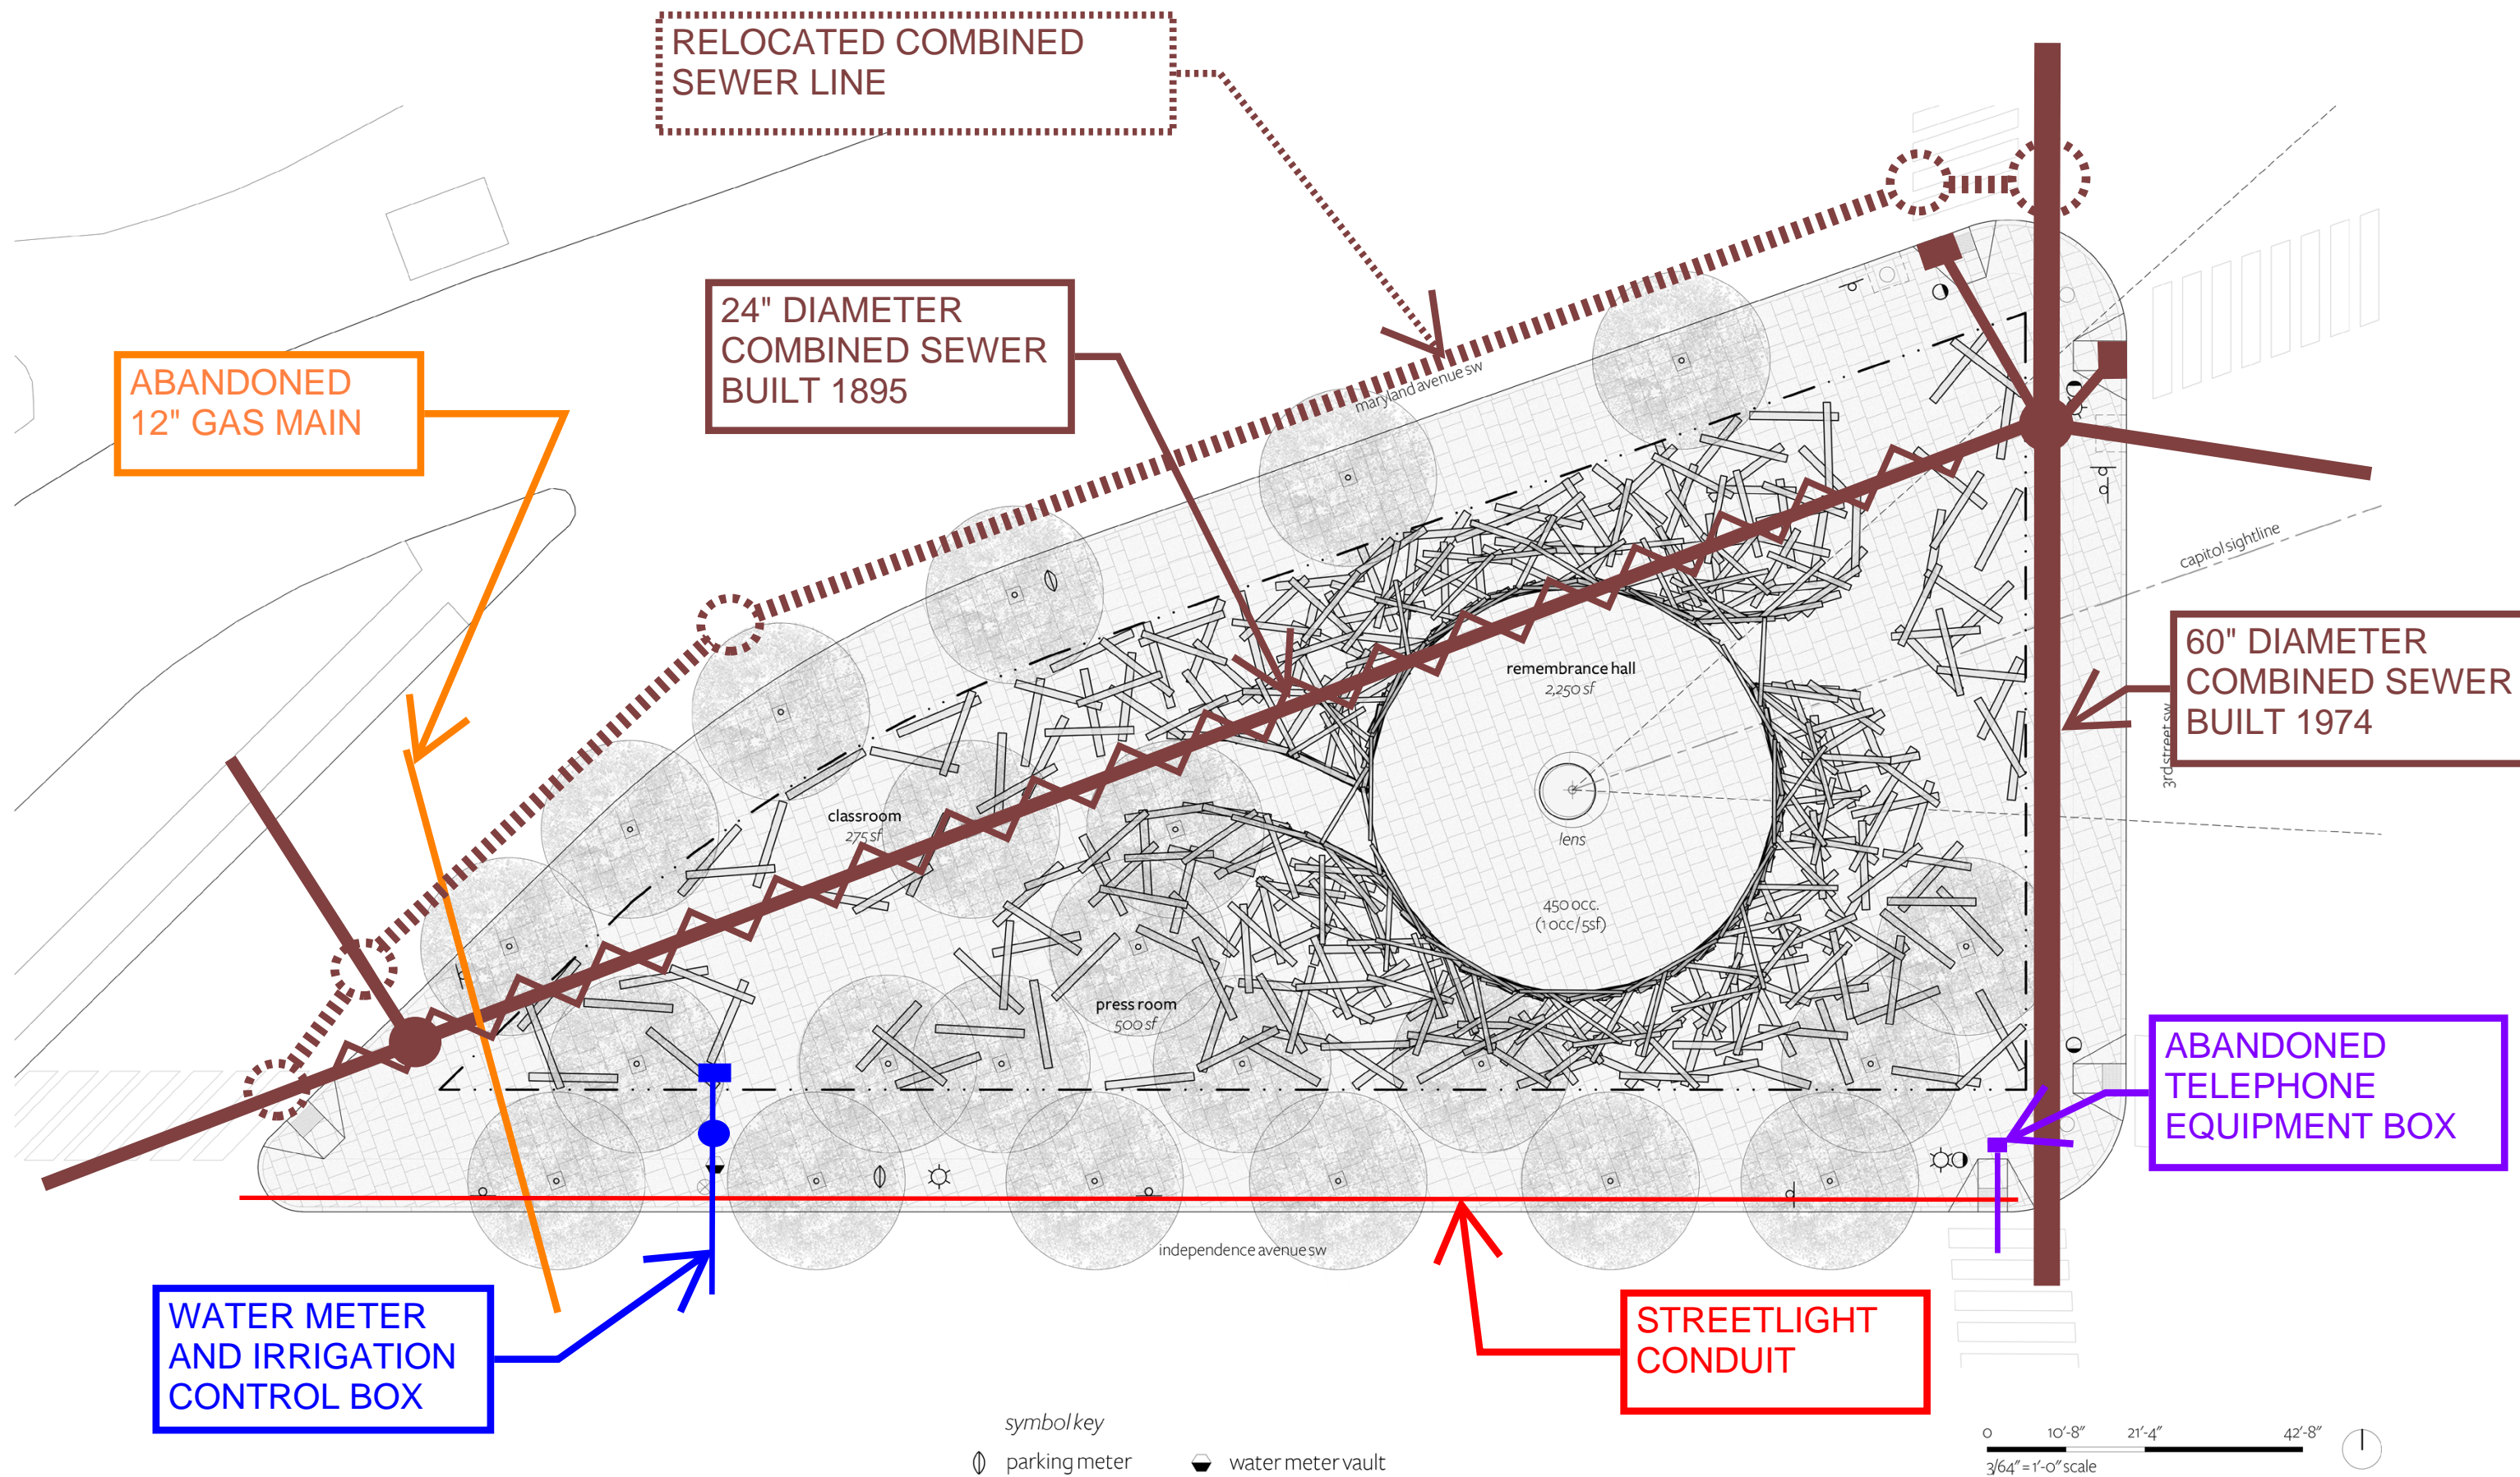 RELOCATED COMBINED
SEWER LINE
24" DIAMETER
COMBINED SEWER
BUILT 1895
ABANDONED
12" GAS MAIN
maryland avenue sw
capitol sightline
60" DIAMETER
COMBINED SEWER
BUILT 1974
3rd street sw
remembrance hall
2,250 sf
classroom
275 sf
lens
450 occ.
(1 occ/5sf)
press room
500 sf
ABANDONED
TELEPHONE
EQUIPMENT BOX
independence avenue sw
WATER METER
AND IRRIGATION
CONTROL BOX
STREETLIGHT
CONDUIT
symbol key
parking meter
water meter vault
0 10'-8" 21'-4" 42'-8"
3/64" = 1'-0" scale